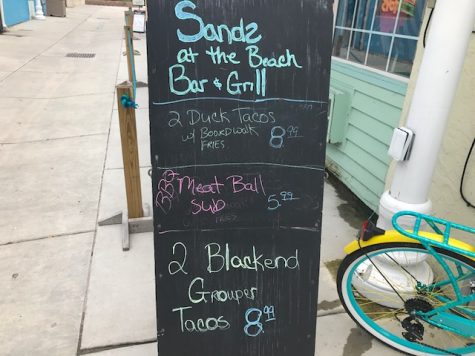 Sandz
at the Beach
Bar & Grill
2 Duck Tacos
w/ Boardwalk
Fries 8.99
Meat Ball
Sub 5.99
2 Blackend
Grouper
Tacos 8.99